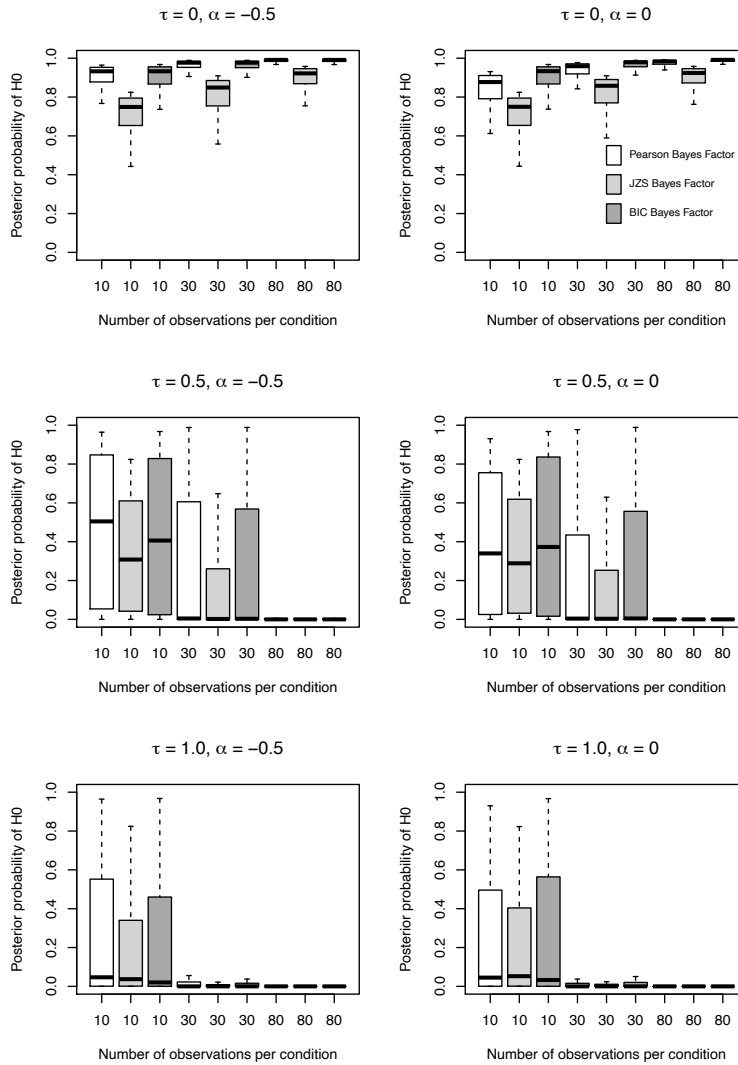 τ = 0, α = −0.5
Posterior probability of H0
0.0 0.2 0.4 0.6 0.8 1.0
10 10 10 30 30 30 80 80 80
Number of observations per condition
τ = 0, α = 0
Posterior probability of H0
0.0 0.2 0.4 0.6 0.8 1.0
Pearson Bayes Factor
JZS Bayes Factor
BIC Bayes Factor
10 10 10 30 30 30 80 80 80
Number of observations per condition
τ = 0.5, α = −0.5
Posterior probability of H0
0.0 0.2 0.4 0.6 0.8 1.0
10 10 10 30 30 30 80 80 80
Number of observations per condition
τ = 0.5, α = 0
Posterior probability of H0
0.0 0.2 0.4 0.6 0.8 1.0
10 10 10 30 30 30 80 80 80
Number of observations per condition
τ = 1.0, α = −0.5
Posterior probability of H0
0.0 0.2 0.4 0.6 0.8 1.0
10 10 10 30 30 30 80 80 80
Number of observations per condition
τ = 1.0, α = 0
Posterior probability of H0
0.0 0.2 0.4 0.6 0.8 1.0
10 10 10 30 30 30 80 80 80
Number of observations per condition